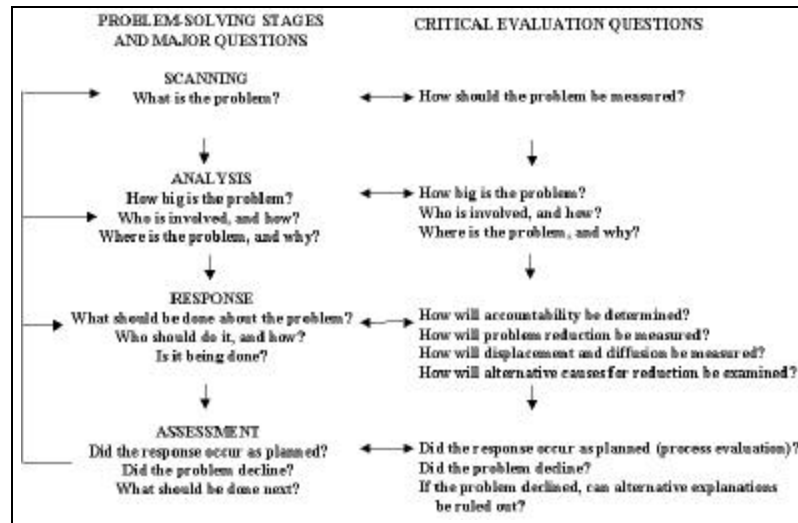 PROBLEM-SOLVING STAGES
AND MAJOR QUESTIONS
CRITICAL EVALUATION QUESTIONS
SCANNING
What is the problem?
How should the problem be measured?
ANALYSIS
How big is the problem?
Who is involved, and how?
Where is the problem, and why?
How big is the problem?
Who is involved, and how?
Where is the problem, and why?
RESPONSE
What should be done about the problem?
Who should do it, and how?
Is it being done?
How will accountability be determined?
How will problem reduction be measured?
How will displacement and diffusion be measured?
How will alternative causes for reduction be examined?
ASSESSMENT
Did the response occur as planned?
Did the problem decline?
What should be done next?
Did the response occur as planned (process evaluation)?
Did the problem decline?
If the problem declined, can alternative explanations
be ruled out?